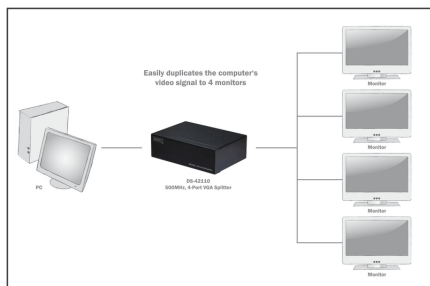 Easily duplicates the computer's
video signal to 4 monitors
Monitor
Monitor
PC
DS-42110
500MHz, 4-Port VGA Splitter
Monitor
Monitor